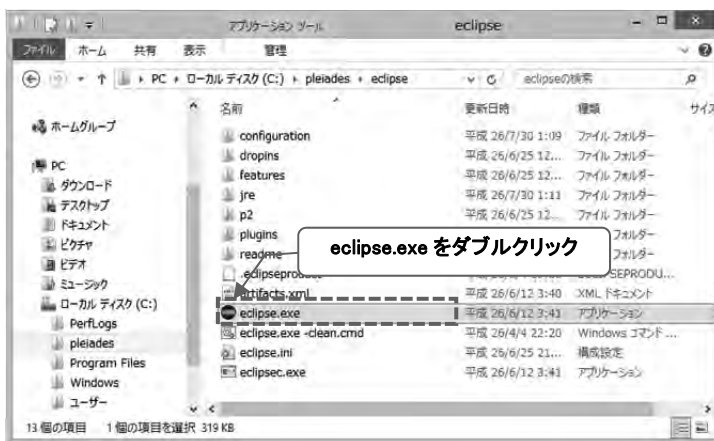 アプリケーション ツール
eclipse
ファイル ホーム 共有 表示 管理
PC ローカル ディスク (C:) pleiades eclipse
eclipseの検索
名前 更新日時 種類 サイズ
ホームグループ
PC
ダウンロード
デスクトップ
ドキュメント
ピクチャ
ビデオ
ミュージック
ローカル ディスク (C:)
PerfLogs
pleiades
Program Files
Windows
ユーザー
configuration 平成 26/7/30 1:09 ファイル フォルダー
dropins 平成 26/6/25 12... ファイル フォルダー
features 平成 26/6/25 12... ファイル フォルダー
jre 平成 26/7/30 1:11 ファイル フォルダー
p2 平成 26/6/25 12... ファイル フォルダー
plugins フォルダー
readme フォルダー
eclipse.exe をダブルクリック
.eclipseproduct SEPRODU...
artifacts.xml 平成 26/6/12 3:40 XML ドキュメント
eclipse.exe 平成 26/6/12 3:41 アプリケーション
eclipse.exe -clean.cmd 平成 26/4/4 22:20 Windows コマンド ...
eclipse.ini 平成 26/6/25 21... 構成設定
eclipsec.exe 平成 26/6/12 3:41 アプリケーション
13 個の項目 1 個の項目を選択 319 KB